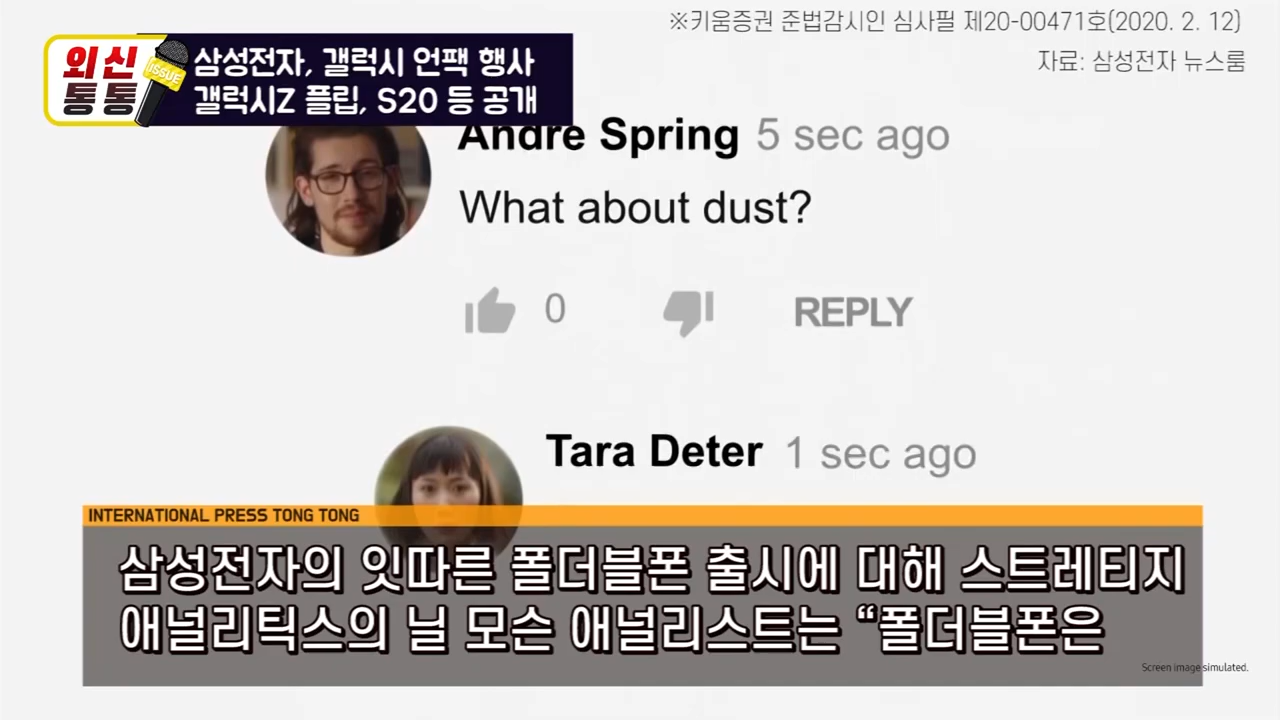 ※키움증권 준법감시인 심사필 제20-00471호(2020. 2. 12)
자료: 삼성전자 뉴스룸
외신
통통
ISSUE
삼성전자, 갤럭시 언팩 행사
갤럭시Z 플립, S20 등 공개
Andre Spring 5 sec ago
What about dust?
0 REPLY
Tara Deter 1 sec ago
INTERNATIONAL PRESS TONG TONG
삼성전자의 잇따른 폴더블폰 출시에 대해 스트레티지
애널리틱스의 닐 모슨 애널리스트는 “폴더블폰은
Screen image simulated.